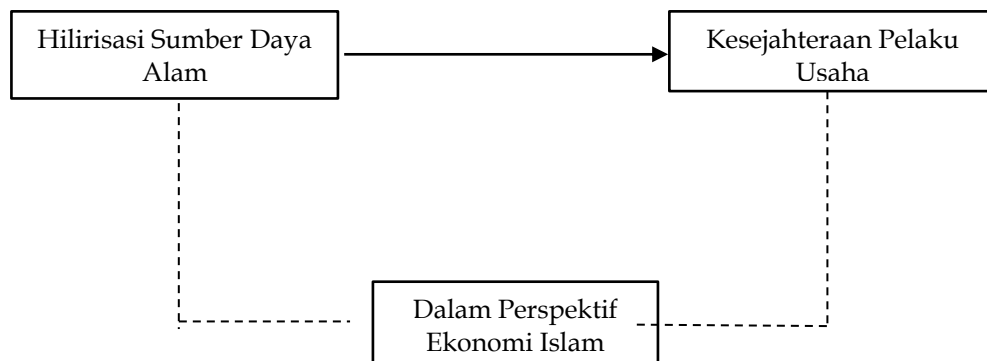 Hilirisasi Sumber Daya
Alam
Kesejahteraan Pelaku
Usaha
Dalam Perspektif
Ekonomi Islam